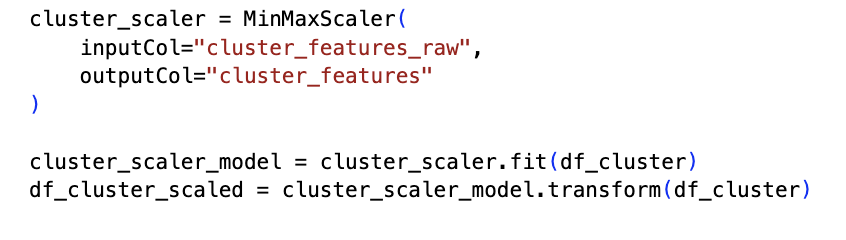 cluster_scaler = MinMaxScaler(
    inputCol="cluster_features_raw",
    outputCol="cluster_features"
)

cluster_scaler_model = cluster_scaler.fit(df_cluster)
df_cluster_scaled = cluster_scaler_model.transform(df_cluster)